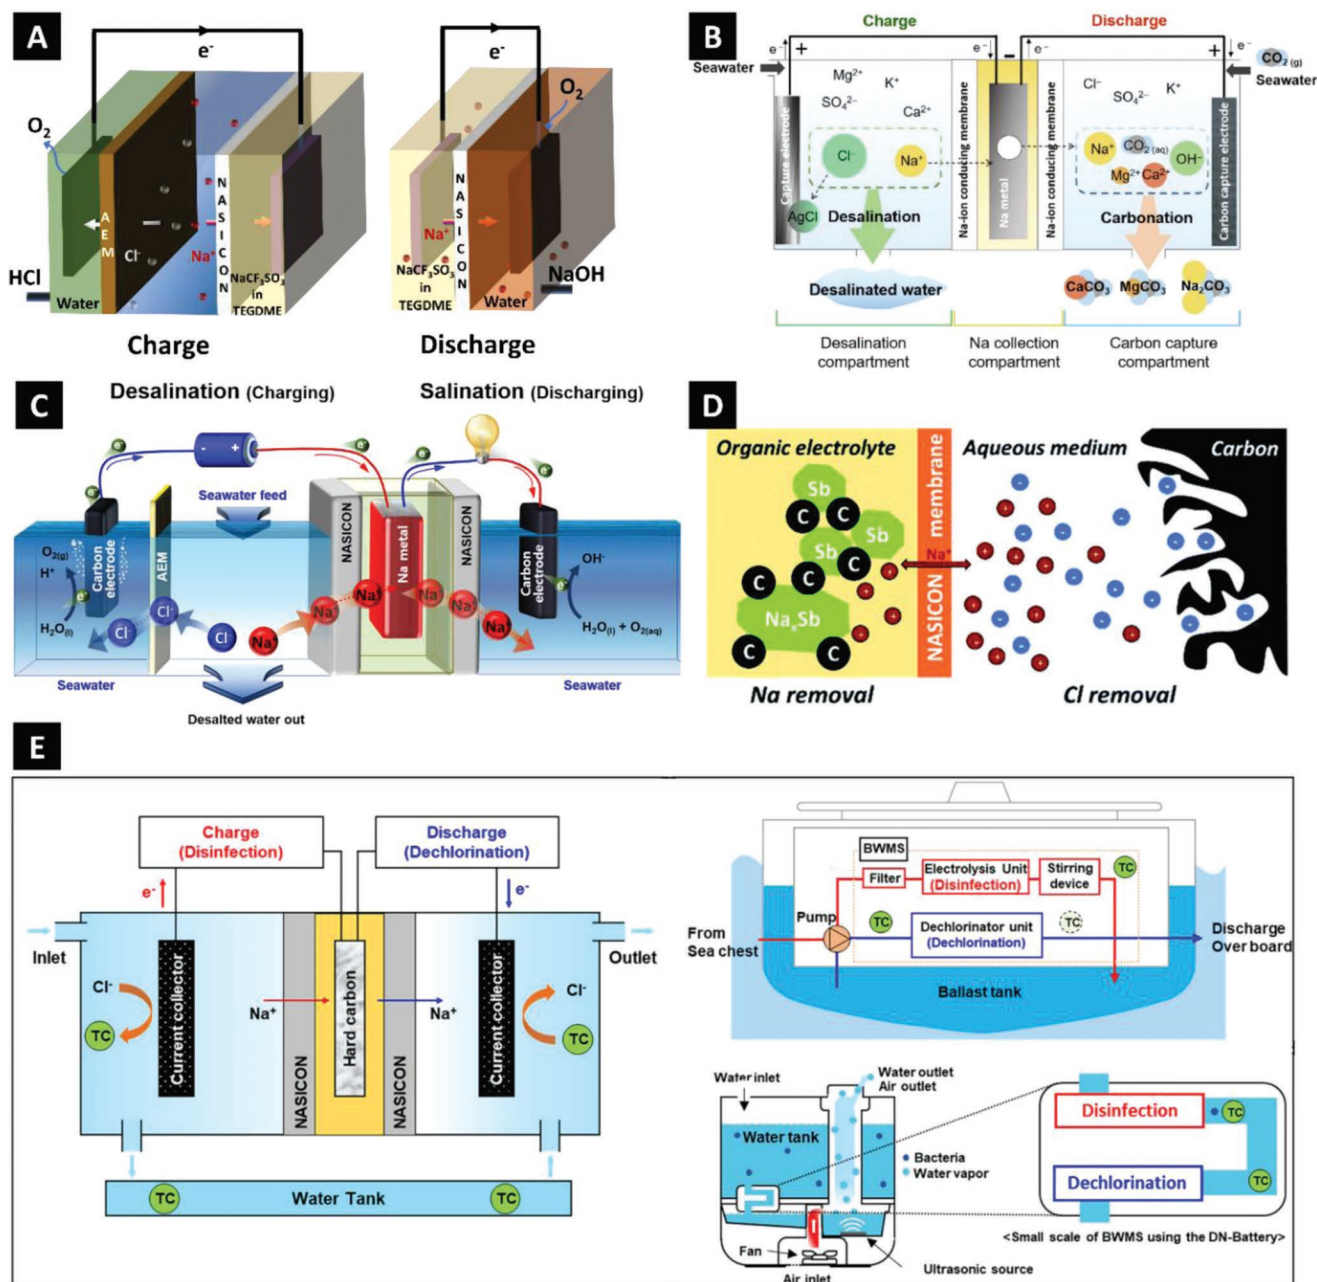 A
e-
O2
AEM
Cl-
Na+
NASICON
NaCF3SO3
in
TEGDME
HCl
Water
Charge
e-
O2
Na+
NASICON
NaCF3SO3
in
TEGDME
Water
NaOH
Discharge
B
Charge
Discharge
e-
+
e-
-
e-
+
e-
CO2(g)
Seawater
Seawater
Mg2+
K+
SO42-
Ca2+
Cl-
K+
SO42-
Capture electrode
Cl-
Na+
AgCl
Desalination
Na-ion conducting membrane
Na metal
Na-ion conducting membrane
Na+
CO2(aq)
OH-
Mg2+
Ca2+
Carbonation
Carbon capture electrode
Desalinated water
CaCO3
MgCO3
Na2CO3
Desalination
compartment
Na collection
compartment
Carbon capture
compartment
C
Desalination (Charging)
Salination (Discharging)
e-
e-
- +
e-
e-
e-
Seawater feed
O2(g)
H+
e-
H2O(l)
Carbon
electrode
AEM
Cl-
Cl-
Cl-
Na+
Na+
Na+
NASICON
Na metal
NASICON
Na+
Na+
Na+
Carbon
electrode
OH-
e-
H2O(l) + O2(aq)
Seawater
Seawater
Desalted water out
D
Organic electrolyte
Aqueous medium
Carbon
Sb
C
C
Sb
Sb
C
C
C
NaxSb
C
C
NASICON membrane
Na+
Na removal
Cl removal
E
Charge
(Disinfection)
Discharge
(Dechlorination)
e-
e-
Inlet
Outlet
Cl-
TC
Current collector
Na+
NASICON
Hard carbon
NASICON
Na+
Current collector
Cl-
TC
TC
Water Tank
TC
BWMS
Filter
Electrolysis Unit
(Disinfection)
Stirring
device
TC
Pump
TC
Dechlorinator unit
(Dechlorination)
TC
From
Sea chest
Discharge
Over board
Ballast tank
Water inlet
Water outlet
Air outlet
Water tank
Bacteria
Water vapor
Fan
Air inlet
Ultrasonic source
Disinfection
TC
Dechlorination
TC
<Small scale of BWMS using the DN-Battery>